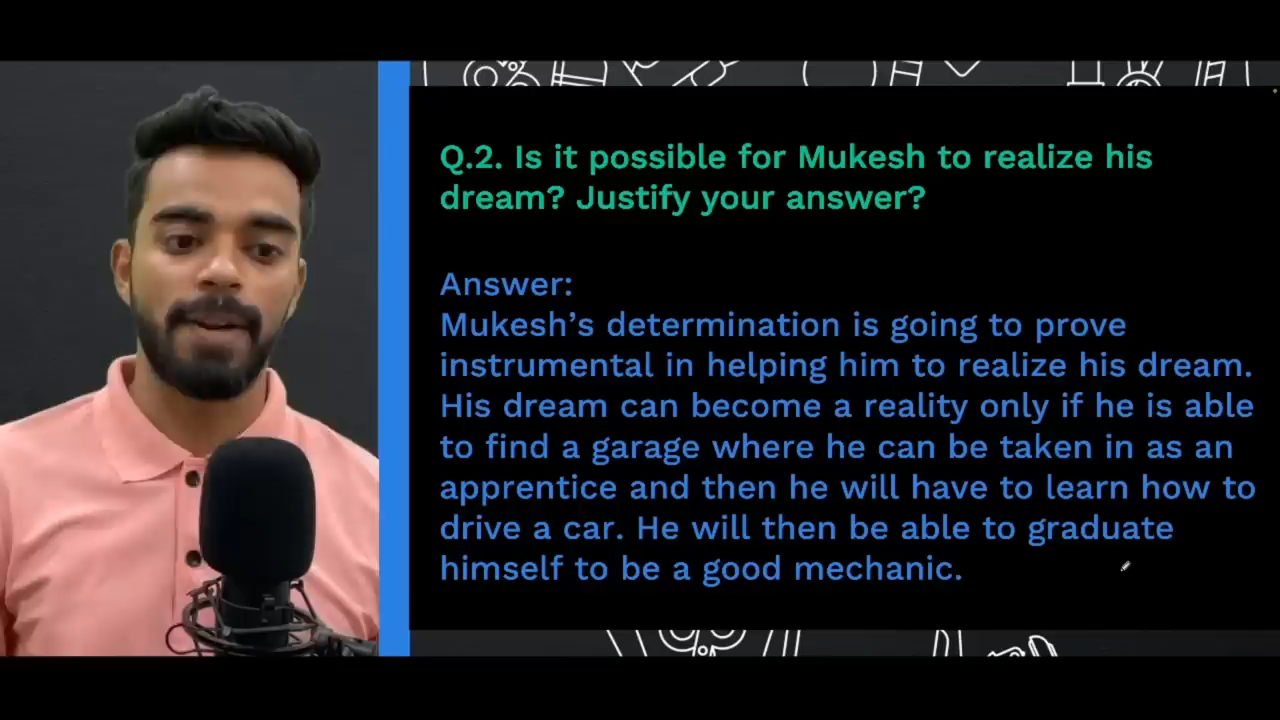 Q.2. Is it possible for Mukesh to realize his
dream? Justify your answer?
Answer:
Mukesh’s determination is going to prove
instrumental in helping him to realize his dream.
His dream can become a reality only if he is able
to find a garage where he can be taken in as an
apprentice and then he will have to learn how to
drive a car. He will then be able to graduate
himself to be a good mechanic.